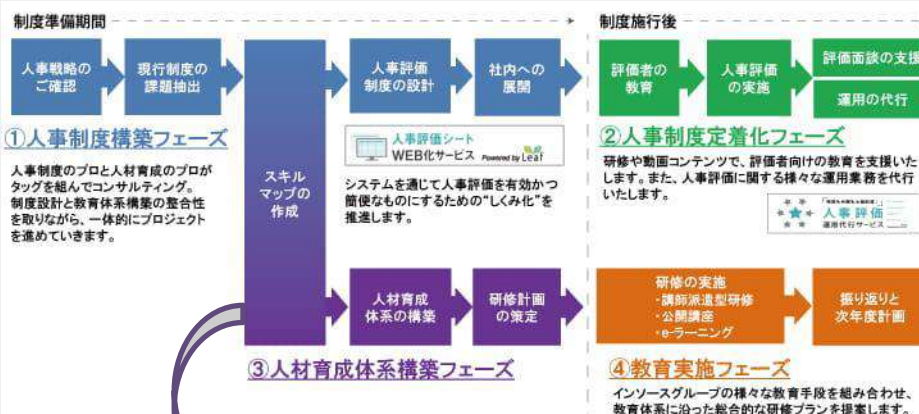 制度準備期間
制度施行後
人事戦略の
ご確認
現行制度の
課題抽出
スキル
マップの
作成
人事評価
制度の設計
社内への
展開
評価者の
教育
人事評価
の実施
評価面談の支援
運用の代行
①人事制度構築フェーズ
人事制度のプロと人材育成のプロが
タッグを組んでコンサルティング。
制度設計と教育体系構築の整合性
を取りながら、一体的にプロジェクト
を進めていきます。
人事評価シート
WEB化サービス Powered by Leaf
システムを通じて人事評価を有効かつ
簡便なものにするための“しくみ化”を
推進します。
②人事制度定着化フェーズ
研修や動画コンテンツで、評価者向けの教育を支援いた
します。また、人事評価に関する様々な運用業務を代行
いたします。
人事評価
運用代行サービス
人材育成
体系の構築
研修計画
の策定
③人材育成体系構築フェーズ
研修の実施
・講師派遣型研修
・公開講座
・e-ラーニング
振り返りと
次年度計画
④教育実施フェーズ
インソースグループの様々な教育手段を組み合わせ、
教育体系に沿った総合的な研修プランを提案します。